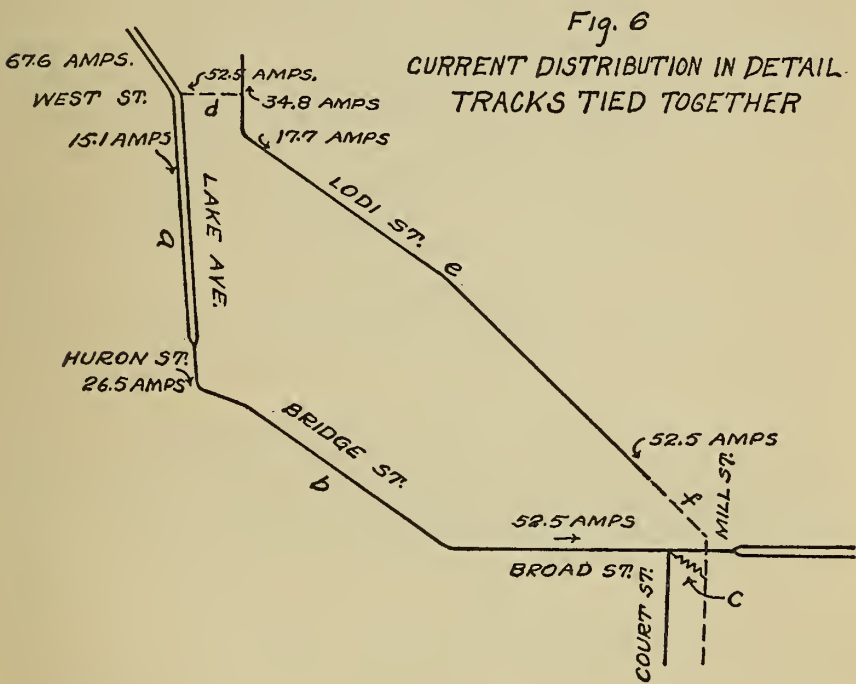 Fig. 6
CURRENT DISTRIBUTION IN DETAIL
TRACKS TIED TOGETHER
67.6 AMPS.
52.5 AMPS.
WEST ST.
d
34.8 AMPS
15.1 AMPS
17.7 AMPS
LODI ST.
LAKE AVE.
a
e
HURON ST.
26.5 AMPS
BRIDGE ST.
b
52.5 AMPS
f
MILL ST.
52.5 AMPS
BROAD ST.
COURT ST.
C